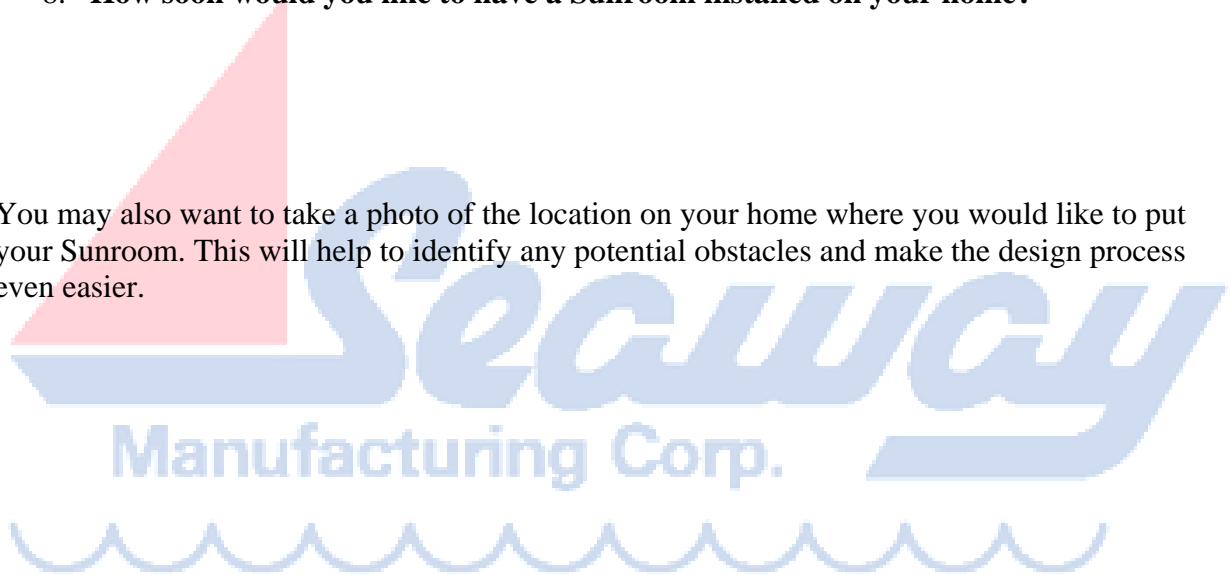 How soon would you like to have a Sunroom installed on your home?
You may also want to take a photo of the location on your home where you would like to put
your Sunroom. This will help to identify any potential obstacles and make the design process
even easier.
Seaway
Manufacturing Corp.